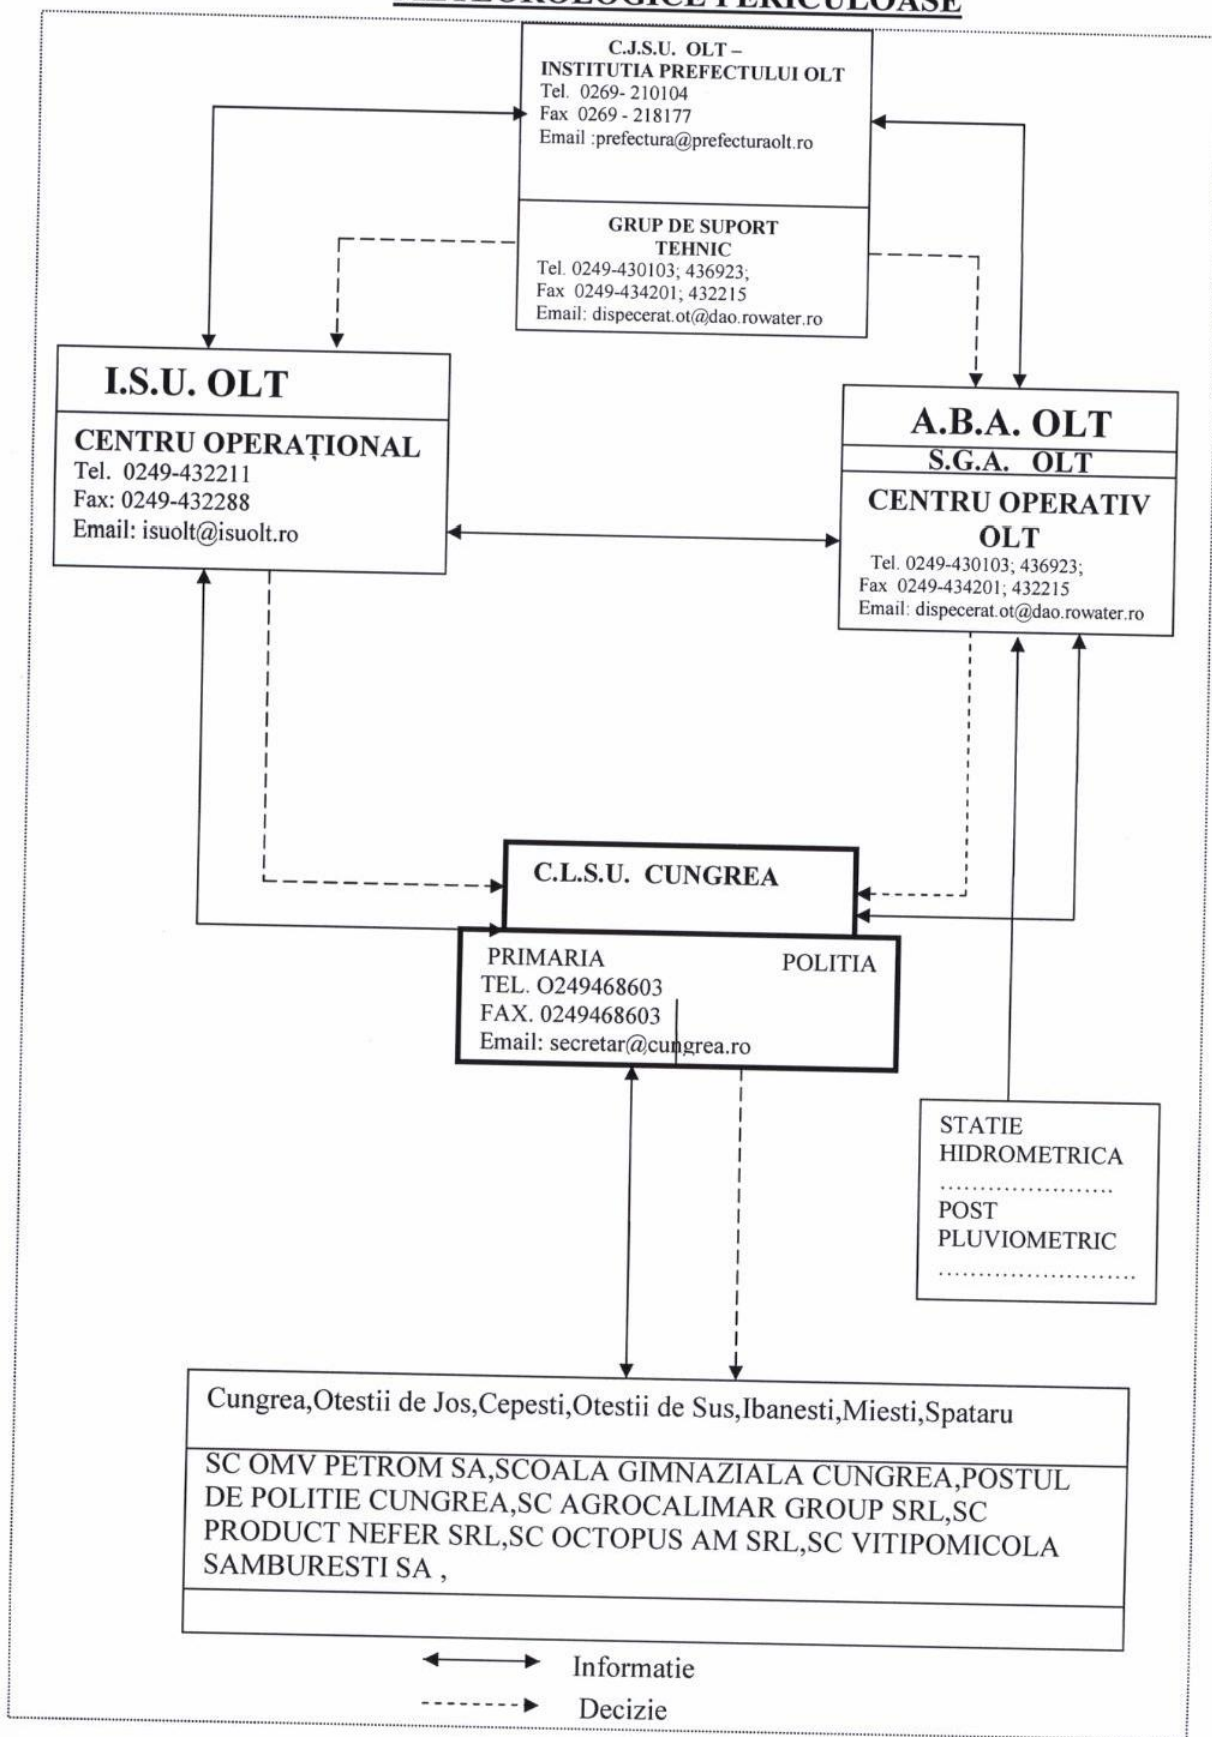 METEOROLOGICE PERICULOASE
C.J.S.U. OLT –
INSTITUTIA PREFECTULUI OLT
Tel. 0269- 210104
Fax 0269 - 218177
Email :prefectura@prefecturaolt.ro
GRUP DE SUPORT
TEHNIC
Tel. 0249-430103; 436923;
Fax 0249-434201; 432215
Email: dispecerat.ot@dao.rowater.ro
I.S.U. OLT
CENTRU OPERAȚIONAL
Tel. 0249-432211
Fax: 0249-432288
Email: isuolt@isuolt.ro
A.B.A. OLT
S.G.A. OLT
CENTRU OPERATIV
OLT
Tel. 0249-430103; 436923;
Fax 0249-434201; 432215
Email: dispecerat.ot@dao.rowater.ro
C.L.S.U. CUNGREA
PRIMARIA POLITIA
TEL. O249468603
FAX. 0249468603
Email: secretar@cungrea.ro
STATIE
HIDROMETRICA
......................
POST
PLUVIOMETRIC
.........................
Cungrea,Otestii de Jos,Cepesti,Otestii de Sus,Ibanesti,Miesti,Spataru
SC OMV PETROM SA,SCOALA GIMNAZIALA CUNGREA,POSTUL
DE POLITIE CUNGREA,SC AGROCALIMAR GROUP SRL,SC
PRODUCT NEFER SRL,SC OCTOPUS AM SRL,SC VITIPOMICOLA
SAMBURESTI SA ,
Informatie
Decizie